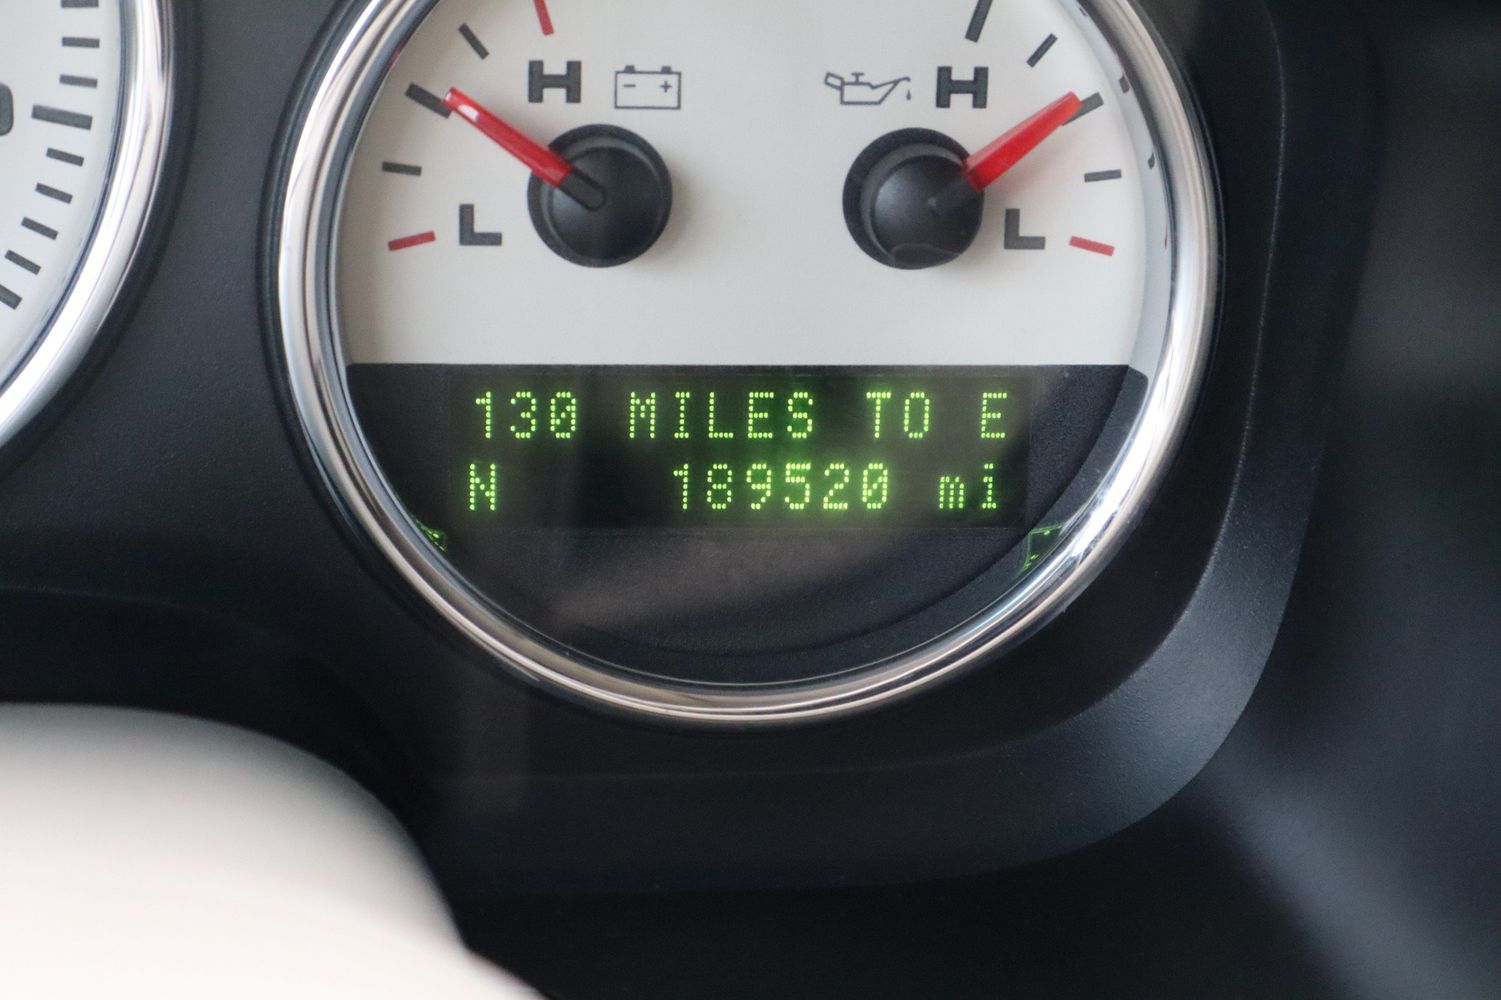 H H
L L
130 MILES TO E
N 189520 mi